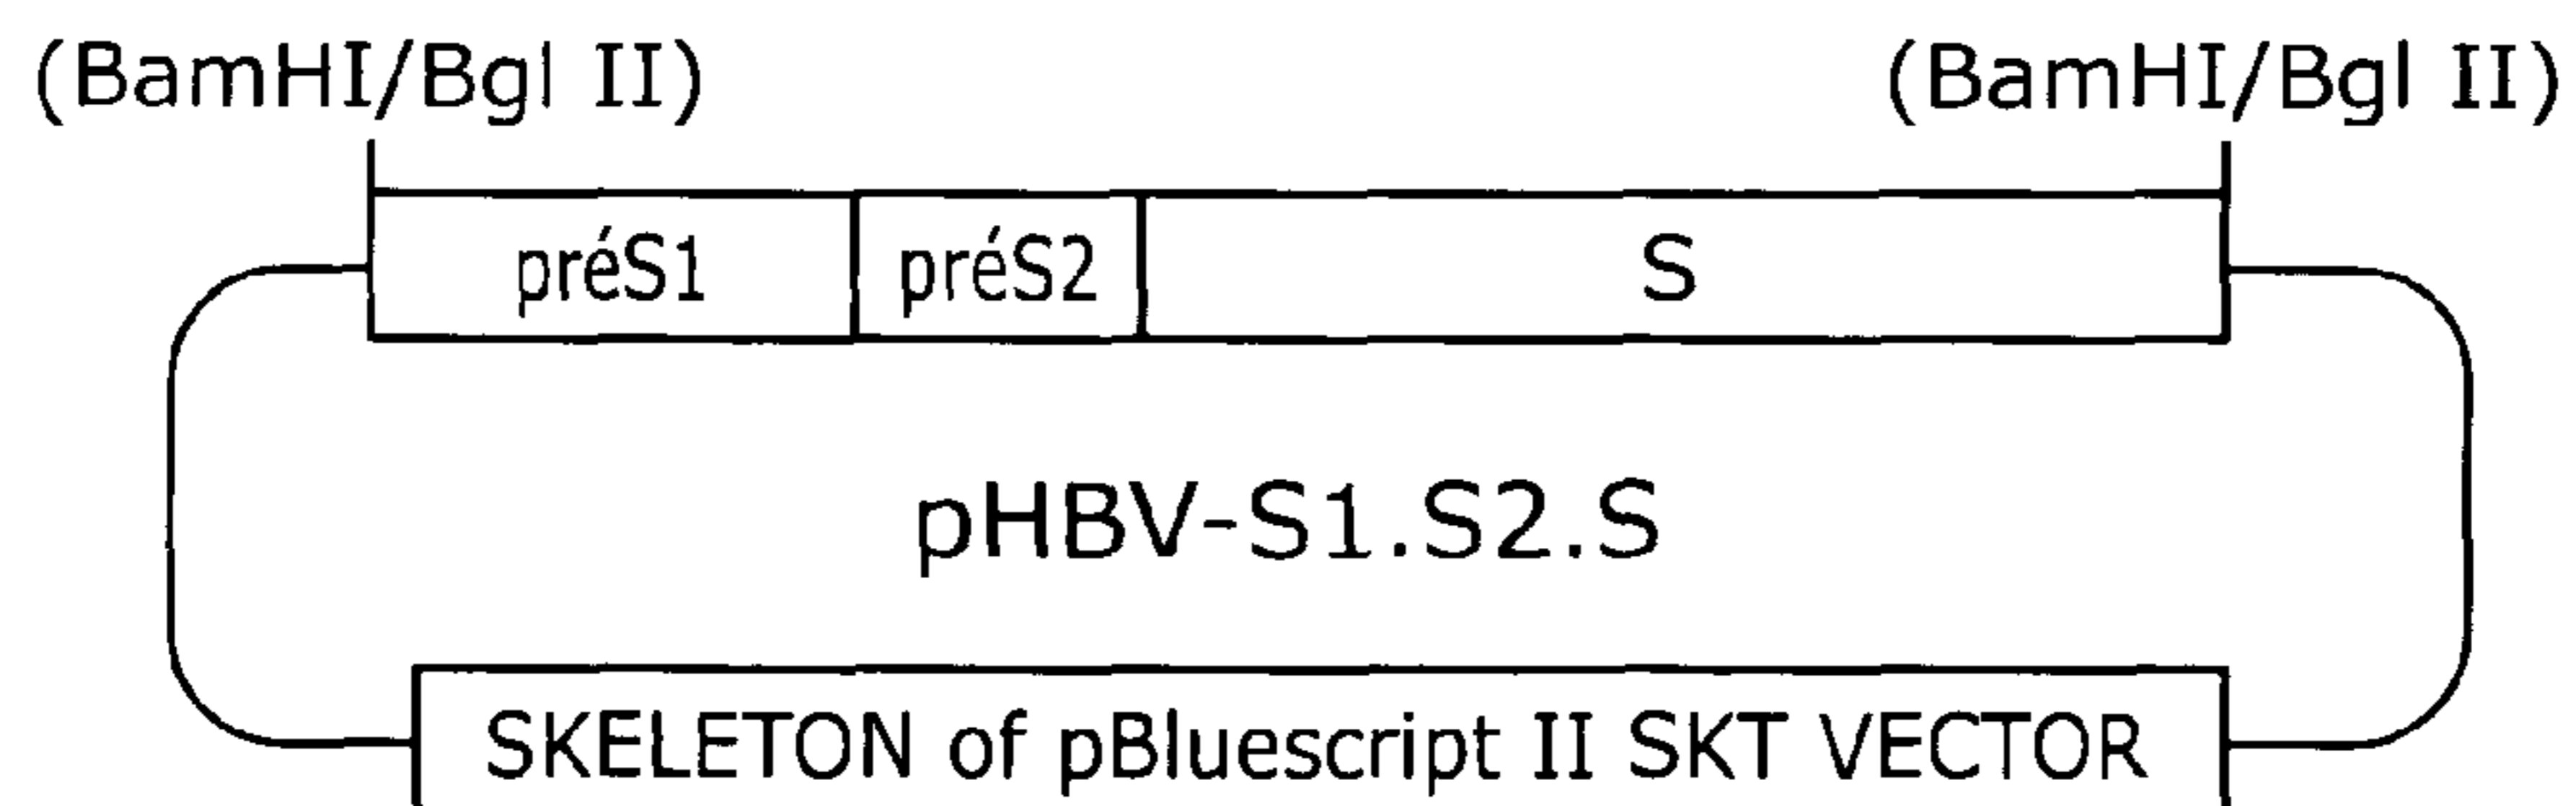 (BamHI/Bgl II) (BamHI/Bgl II)
préS1 préS2 S
pHBV-S1.S2.S
SKELETON of pBluescript II SKT VECTOR